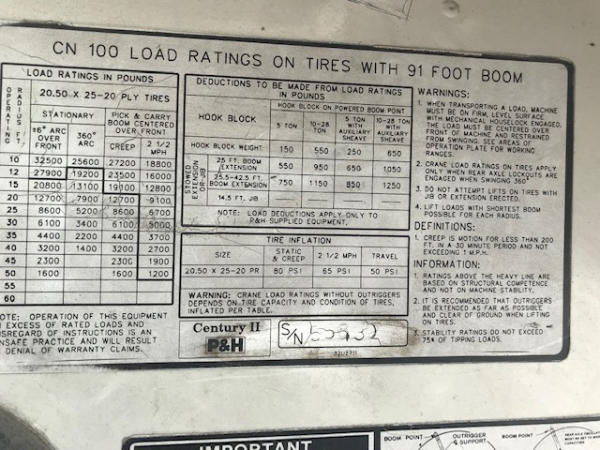 CN 100 LOAD RATINGS ON TIRES WITH 91 FOOT BOOM
LOAD RATINGS IN POUNDS
OPERATING
RADIUS
FT.
20.50 X 25-20 PLY TIRES
STATIONARY
PICK & CARRY
BOOM CENTERED
OVER FRONT
±6° ARC
OVER
FRONT
360°
ARC
CREEP
2 1/2
MPH
10 32500 25600 27200 18800
12 27900 19200 23500 16000
15 20800 13100 19100 12800
20 12700 7900 12700 9100
25 8600 5200 8600 6700
30 6100 3400 6100 5000
35 4400 2200 4400 3700
40 3200 1400 3200 2700
45 2300 2300 1900
50 1600 1600 1200
55
60
NOTE: OPERATION OF THIS EQUIPMENT
EXCESS OF RATED LOADS AND
DISREGARD OF INSTRUCTIONS IS AN
UNSAFE PRACTICE AND WILL RESULT
DENIAL OF WARRANTY CLAIMS.
DEDUCTIONS TO BE MADE FROM LOAD RATINGS
IN POUNDS
HOOK BLOCK
HOOK BLOCK ON POWERED BOOM POINT
5 TON
10-28
TON
5 TON
WITH
AUXILIARY
SHEAVE
10-28 TON
WITH
AUXILIARY
SHEAVE
HOOK BLOCK WEIGHT 150 550 250 650
STOWED
EXTENSION
OR JIB
25 FT. BOOM
EXTENSION 550 950 650 1050
25.5-42.5 FT.
BOOM EXTENSION 750 1150 850 1250
14.5 FT. JIB
NOTE: LOAD DEDUCTIONS APPLY ONLY TO
P&H SUPPLIED EQUIPMENT.
TIRE INFLATION
SIZE
STATIC
& CREEP
2 1/2 MPH
TRAVEL
20.50 X 25-20 PR 80 PSI 65 PSI 50 PSI
WARNING: CRANE LOAD RATINGS WITHOUT OUTRIGGERS
DEPENDS ON TIRE CAPACITY AND CONDITION OF TIRES,
INFLATED PER TABLE.
Century II
P&H
S/N
WARNINGS:
1. WHEN TRANSPORTING A LOAD, MACHINE
MUST BE ON FIRM, LEVEL SURFACE
WITH MECHANICAL HOUSELOCK ENGAGED.
THE LOAD MUST BE CENTERED OVER
FRONT OF MACHINE AND RESTRAINED
FROM SWINGING. SEE AREAS OF
OPERATION PLATE FOR WORKING
RANGES.
2. CRANE LOAD RATINGS ON TIRES APPLY
ONLY WHEN REAR AXLE LOCKOUTS ARE
ENGAGED WHEN SWINGING 360°
3. DO NOT ATTEMPT LIFTS ON TIRES WITH
JIB OR EXTENSION ERECTED.
4. LIFT LOADS WITH SHORTEST BOOM
POSSIBLE FOR EACH RADIUS.
DEFINITIONS:
1. CREEP IS MOTION FOR LESS THAN 200
FT. IN A 30 MINUTE PERIOD AND NOT
EXCEEDING 1 M.P.H.
INFORMATION:
1. RATINGS ABOVE THE HEAVY LINE ARE
BASED ON STRUCTURAL COMPETENCE
AND NOT ON MACHINE STABILITY.
2. IT IS RECOMMENDED THAT OUTRIGGERS
BE EXTENDED AS FAR AS POSSIBLE
AND CLEAR OF GROUND WHEN LIFTING
ON TIRES.
3. STABILITY RATINGS DO NOT EXCEED
75% OF TIPPING LOADS.
IMPORTANT
BOOM POINT
OUTRIGGER
& SUPPORT
BOOM POINT